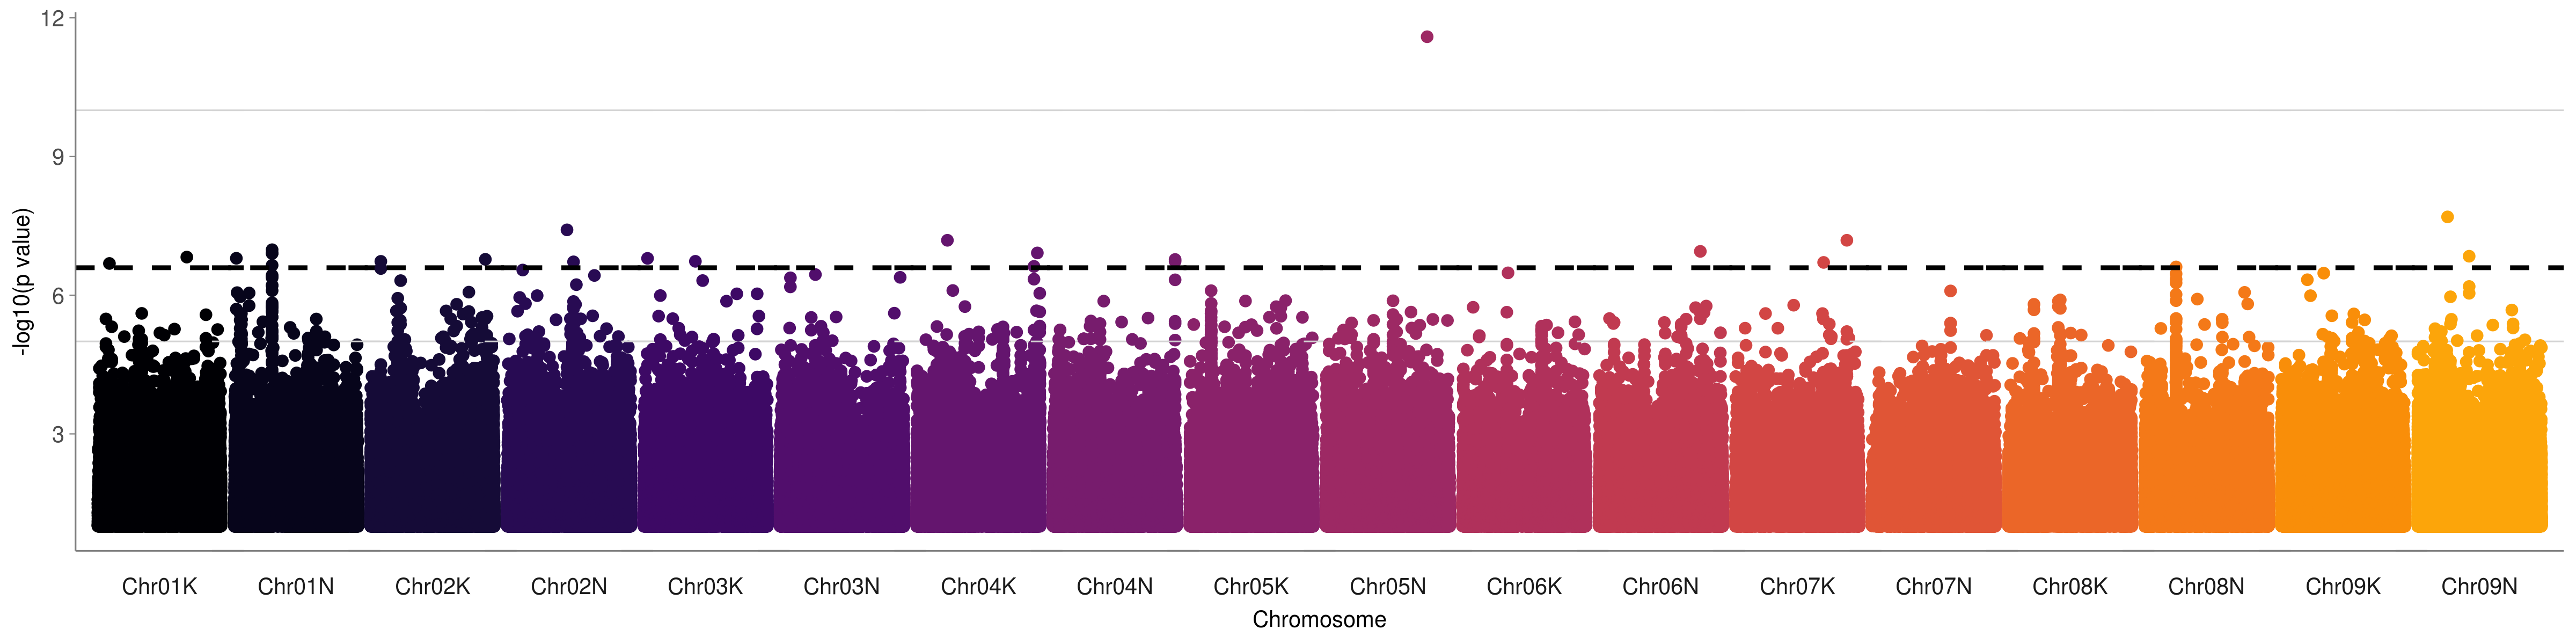 12
9
6
3
-log10(p value)
Chr01K Chr01N Chr02K Chr02N Chr03K Chr03N Chr04K Chr04N Chr05K Chr05N Chr06K Chr06N Chr07K Chr07N Chr08K Chr08N Chr09K Chr09N
Chromosome